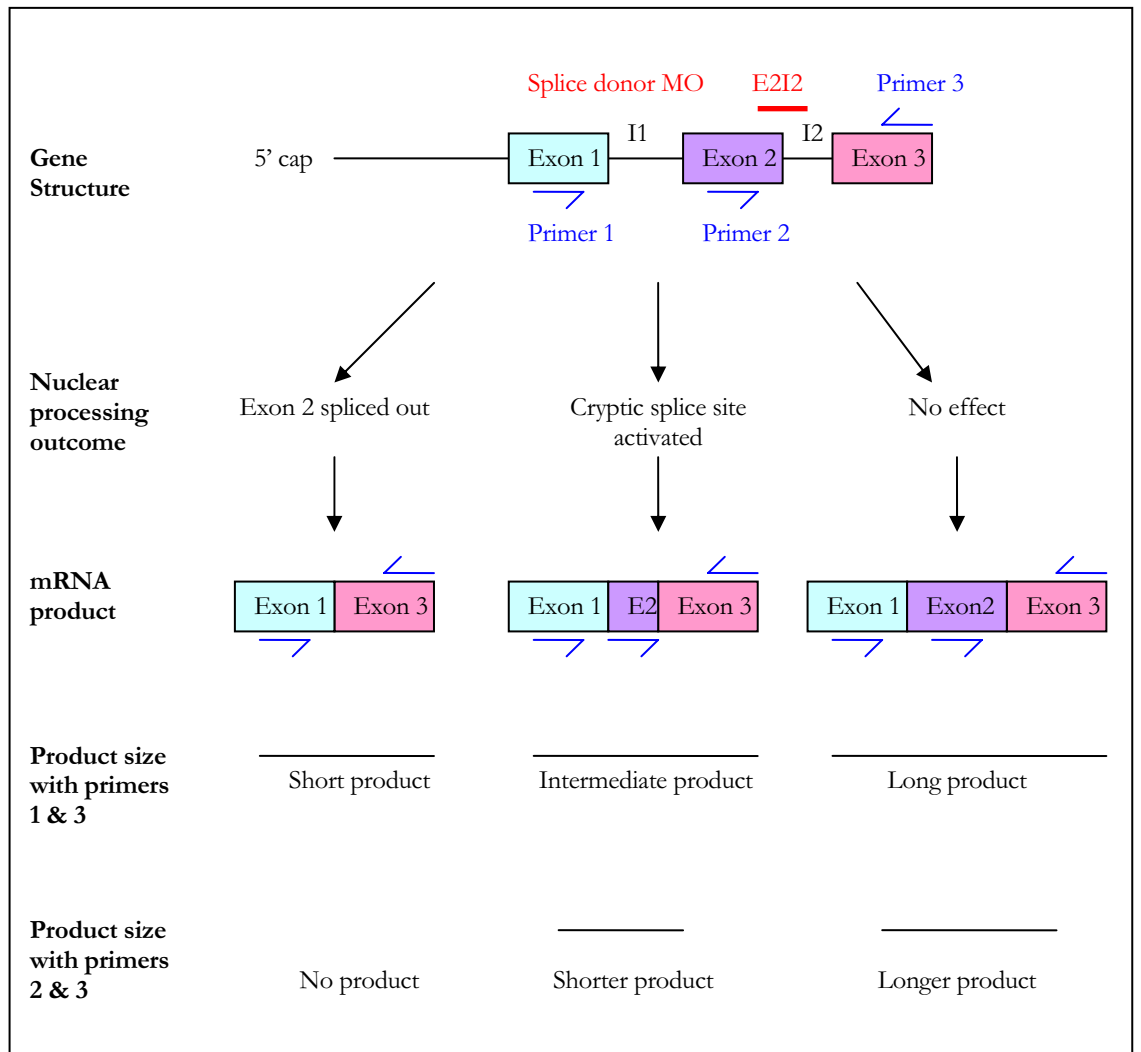 Splice donor MO E2I2 Primer 3
I1 I2
Gene
Structure
5' cap Exon 1 Exon 2 Exon 3
Primer 1 Primer 2
Nuclear
processing
outcome
Exon 2 spliced out
Cryptic splice site
activated
No effect
mRNA
product
Exon 1 Exon 3 Exon 1 E2 Exon 3 Exon 1 Exon2 Exon 3
Product size
with primers
1 & 3
Short product Intermediate product Long product
Product size
with primers
2 & 3
No product Shorter product Longer product